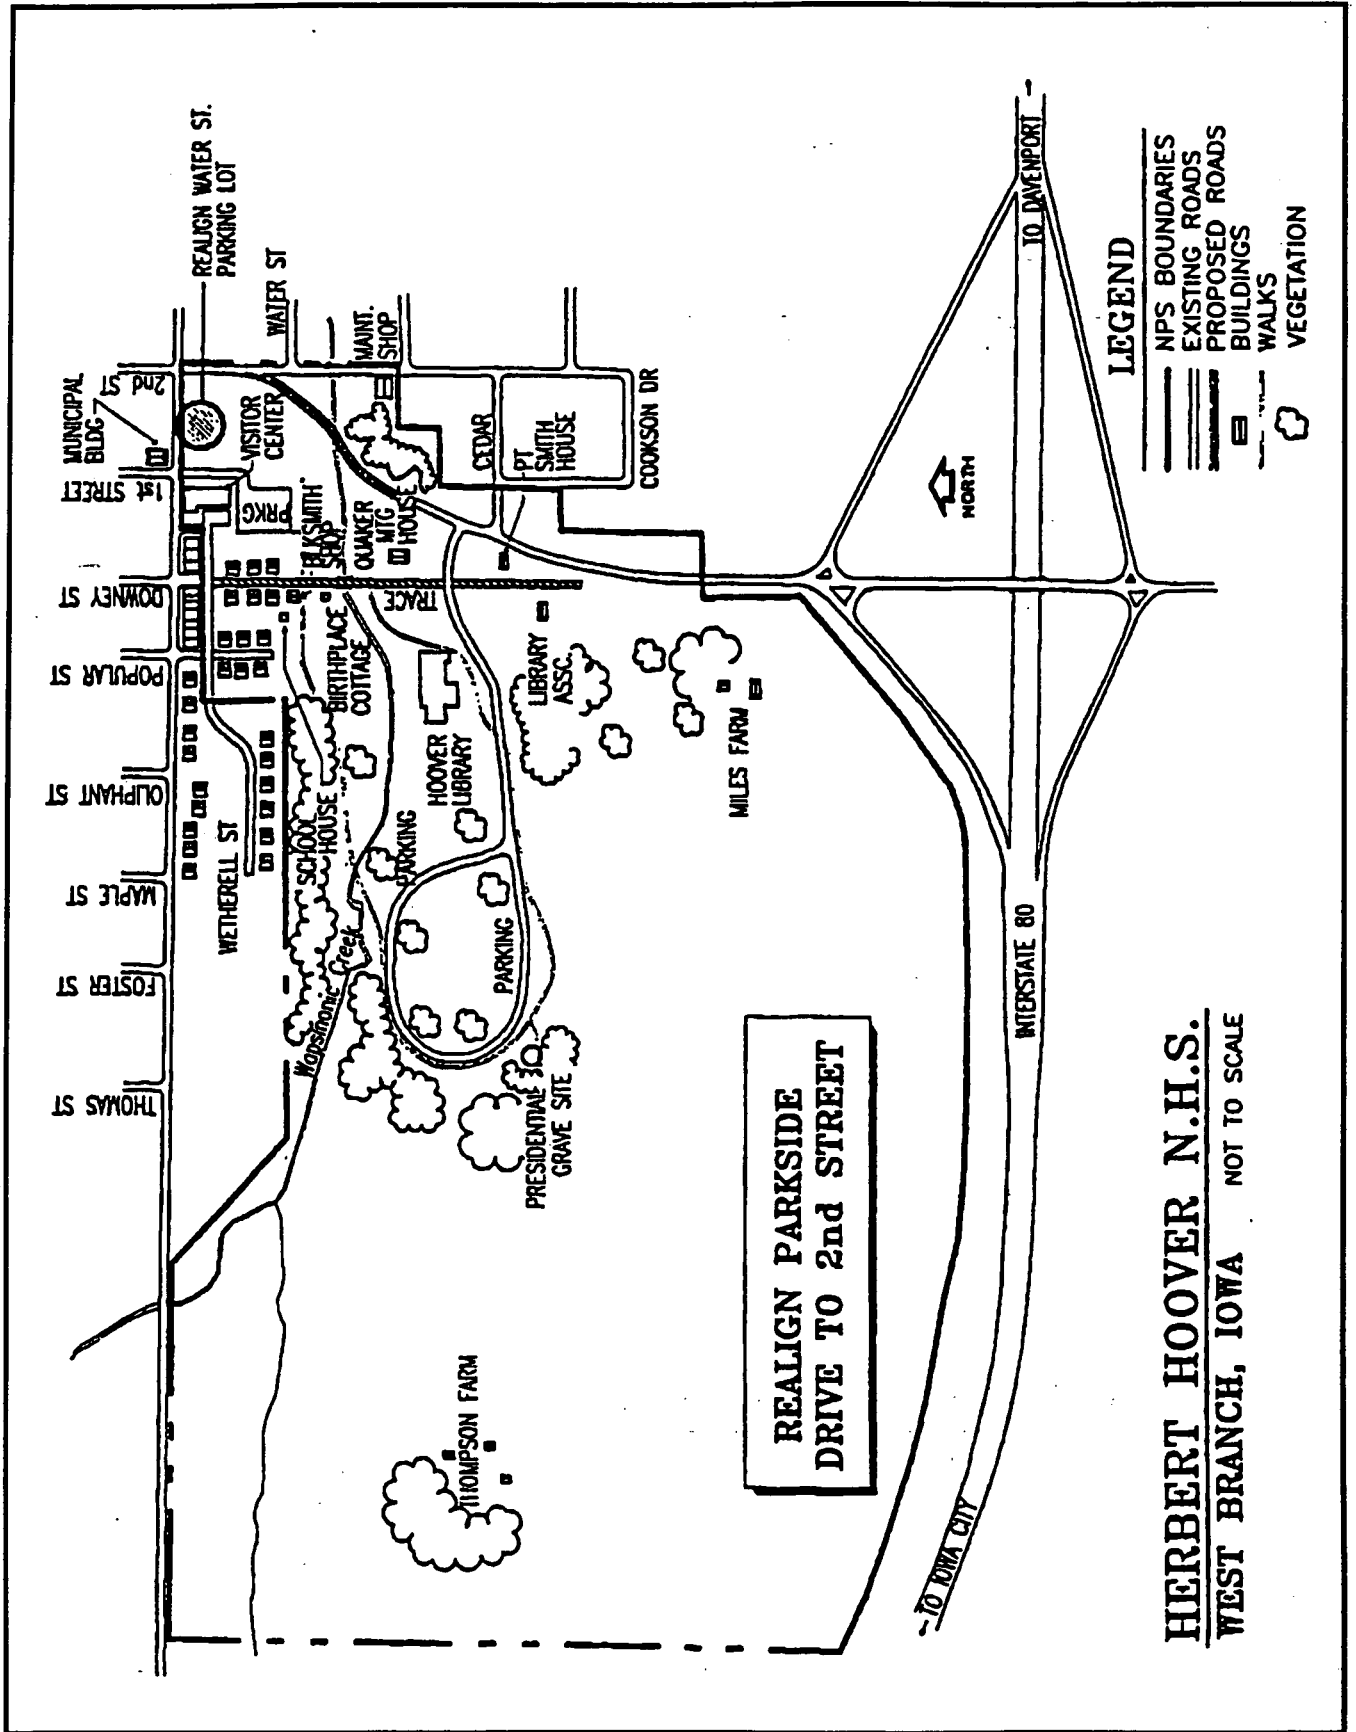 THOMAS ST
FOSTER ST
MAPLE ST
OLIPHANT ST
POPULAR ST
DOWNEY ST
1st STREET
MUNICIPAL
BLDG
2nd ST
REALIGN WATER ST.
PARKING LOT
WETHERELL ST
VISITOR
CENTER
PRKG
WATER ST
"SCHOOL
HOUSE
BIRTHPLACE
COTTAGE
BLKSMITH"
SHOP
QUAKER
MTG
HOUSE
MAINT.
SHOP
Wapsinonic Creek
PARKING
HOOVER
LIBRARY
TRACE
CEDAR
PT
SMITH
HOUSE
COOKSON DR
PARKING
LIBRARY
ASSC.
PRESIDENTIAL
GRAVE SITE
THOMPSON FARM
MILES FARM
NORTH
REALIGN PARKSIDE
DRIVE TO 2nd STREET
TO IOWA CITY
INTERSTATE 80
TO DAVENPORT
LEGEND
NPS BOUNDARIES
EXISTING ROADS
PROPOSED ROADS
BUILDINGS
WALKS
VEGETATION
HERBERT HOOVER N.H.S.
WEST BRANCH, IOWA NOT TO SCALE